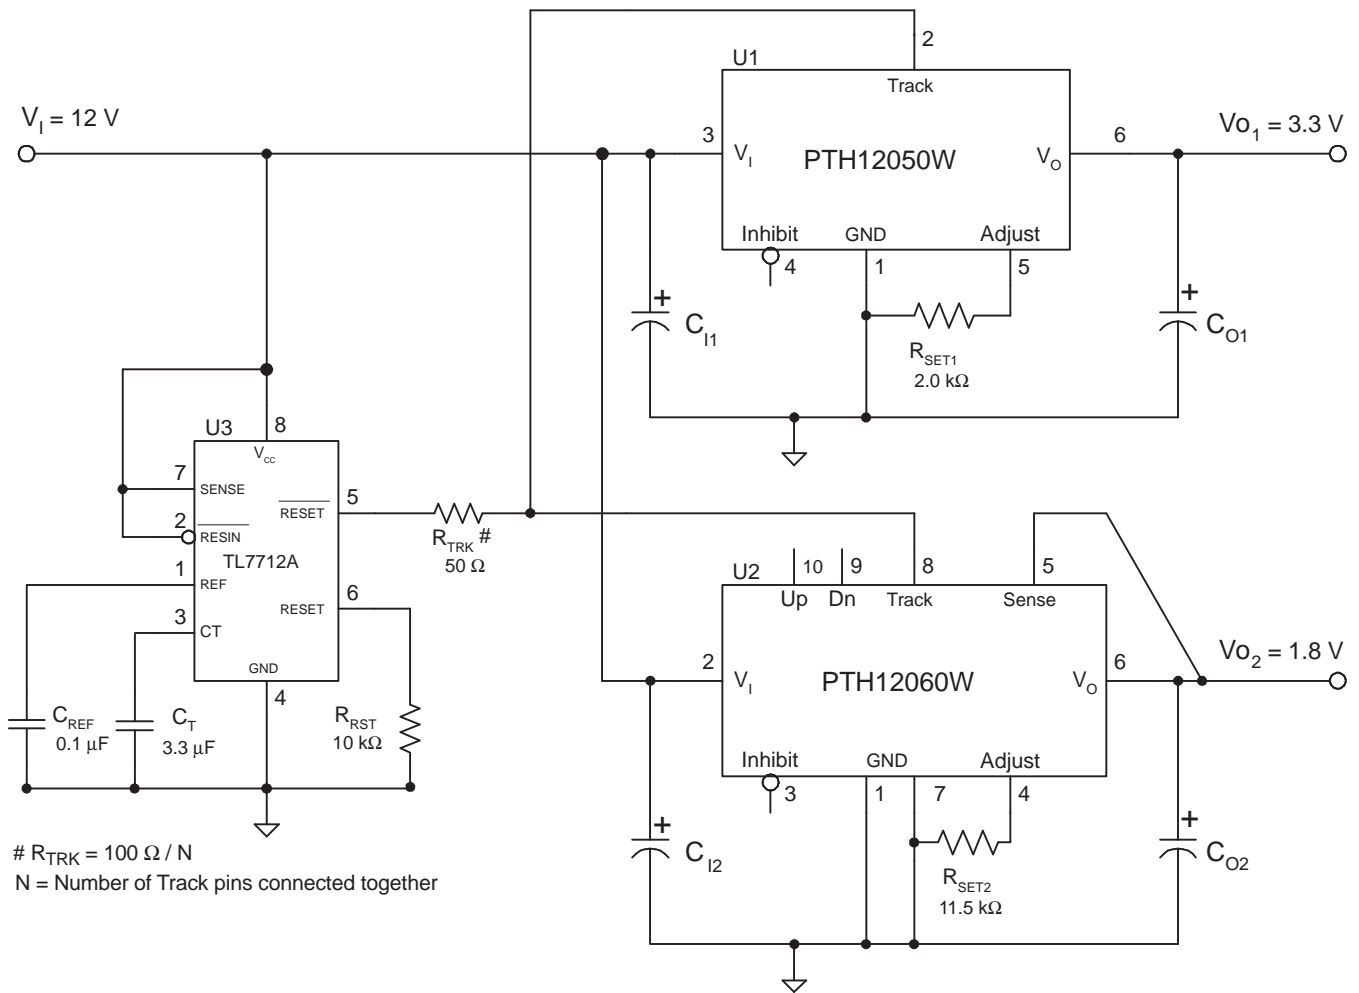 2
U1
Track
V_I = 12 V
Vo_1 = 3.3 V
3
6
V_I
PTH12050W
V_O
Inhibit
GND
Adjust
4
1
5
+
+
C_I1
C_O1
R_SET1
2.0 kΩ
U3
8
V_CC
7
SENSE
5
RESET
2
RESIN
R_TRK #
50 Ω
TL7712A
1
REF
6
RESET
3
CT
GND
4
U2
10
9
8
5
Up
Dn
Track
Sense
Vo_2 = 1.8 V
2
6
V_I
PTH12060W
V_O
C_REF
0.1 μF
C_T
3.3 μF
R_RST
10 kΩ
Inhibit
GND
Adjust
3
1
7
4
+
+
C_I2
C_O2
R_SET2
11.5 kΩ
# R_TRK = 100 Ω / N
N = Number of Track pins connected together